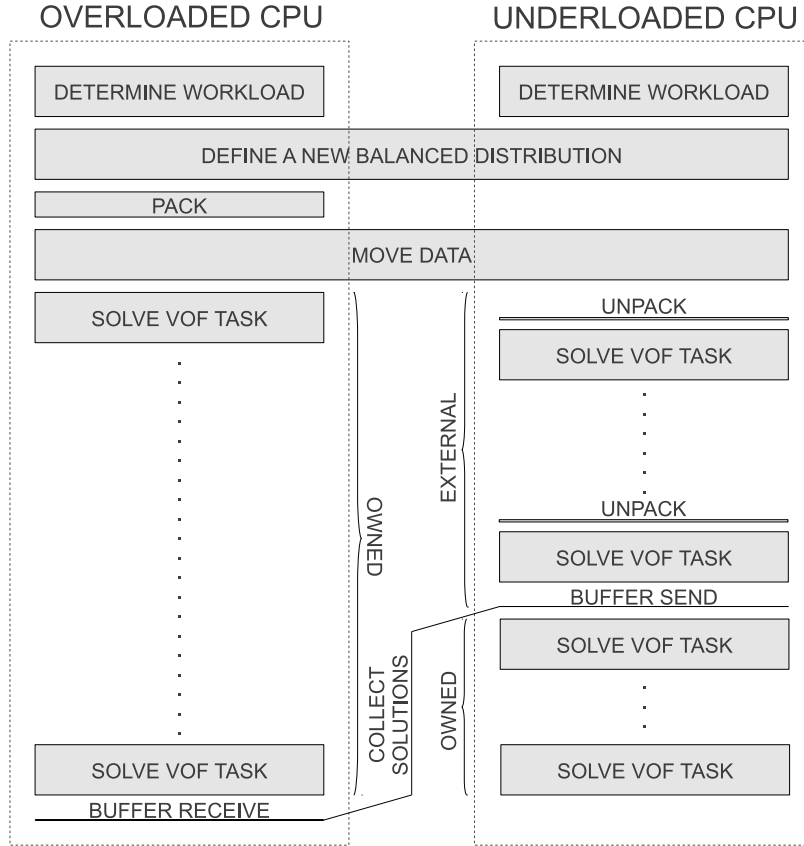 OVERLOADED CPU
UNDERLOADED CPU
DETERMINE WORKLOAD
DETERMINE WORKLOAD
DEFINE A NEW BALANCED DISTRIBUTION
PACK
MOVE DATA
SOLVE VOF TASK
OWNED
SOLVE VOF TASK
BUFFER RECEIVE
COLLECT
SOLUTIONS
EXTERNAL
UNPACK
SOLVE VOF TASK
UNPACK
SOLVE VOF TASK
BUFFER SEND
OWNED
SOLVE VOF TASK
SOLVE VOF TASK